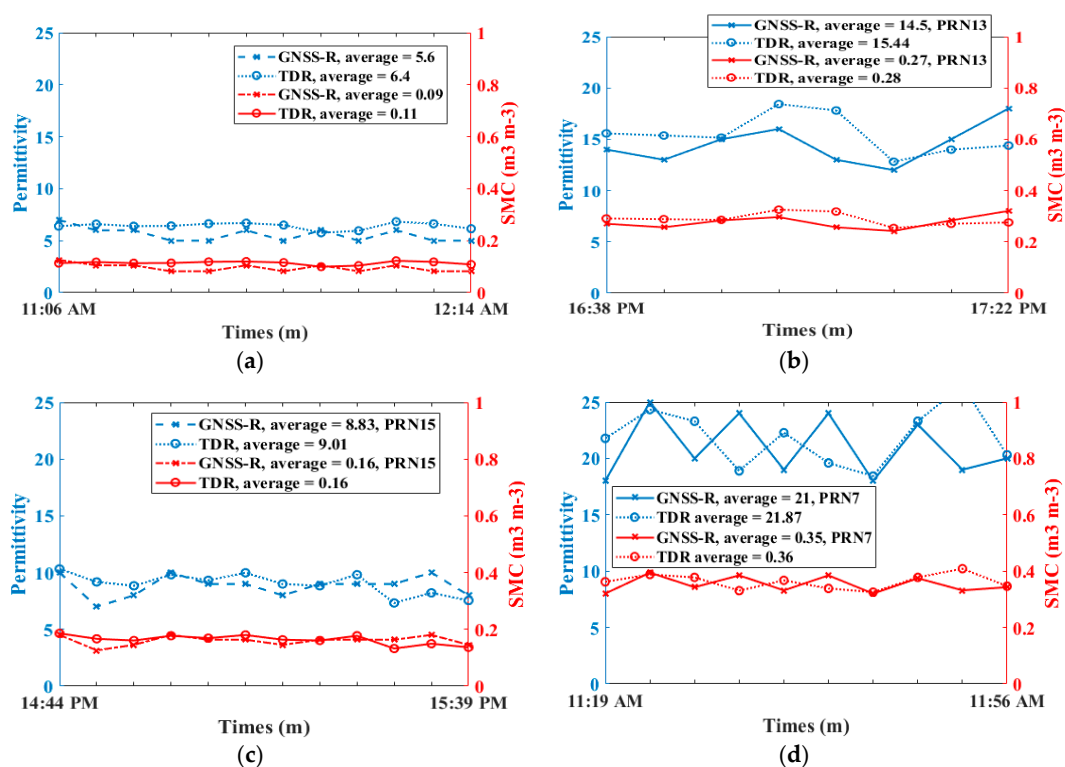 25
20
15
10
5
0
Permittivity
GNSS-R, average = 5.6
TDR, average = 6.4
GNSS-R, average = 0.09
TDR, average = 0.11
1
0.8
0.6
0.4
0.2
0
SMC (m3 m-3)
11:06 AM
12:14 AM
Times (m)
(a)
25
20
15
10
5
0
Permittivity
GNSS-R, average = 14.5, PRN13
TDR, average = 15.44
GNSS-R, average = 0.27, PRN13
TDR, average = 0.28
1
0.8
0.6
0.4
0.2
0
SMC (m3 m-3)
16:38 PM
17:22 PM
Times (m)
(b)
25
20
15
10
5
0
Permittivity
GNSS-R, average = 8.83, PRN15
TDR, average = 9.01
GNSS-R, average = 0.16, PRN15
TDR, average = 0.16
1
0.8
0.6
0.4
0.2
0
SMC (m3 m-3)
14:44 PM
15:39 PM
Times (m)
(c)
25
20
15
10
5
0
Permittivity
GNSS-R, average = 21, PRN7
TDR average = 21.87
GNSS-R, average = 0.35, PRN7
TDR average = 0.36
1
0.8
0.6
0.4
0.2
0
SMC (m3 m-3)
11:19 AM
11:56 AM
Times (m)
(d)